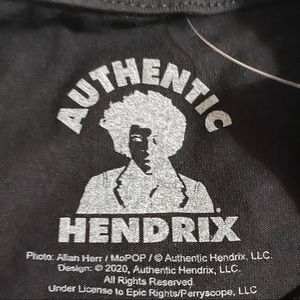 AUTHENTIC
HENDRIX.
Photo: Allan Herr / MoPOP / © Authentic Hendrix, LLC.
Design: © 2020, Authentic Hendrix, LLC.
All Rights Reserved.
Under License to Epic Rights/Perryscope, LLC